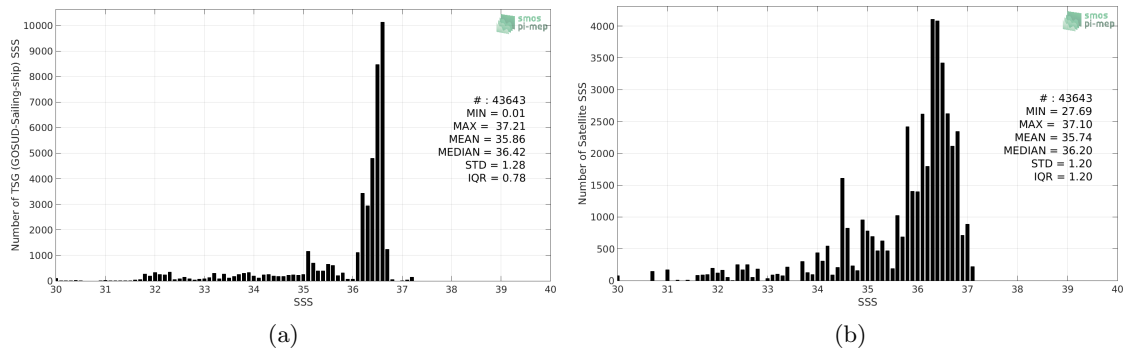 Number of TSG (GOSUD-Sailing-ship) SSS
10000
9000
8000
7000
6000
5000
4000
3000
2000
1000
0
30 31 32 33 34 35 36 37 38 39 40
SSS
smos
pi-mep
# : 43643
MIN = 0.01
MAX = 37.21
MEAN = 35.86
MEDIAN = 36.42
STD = 1.28
IQR = 0.78
(a)
Number of Satellite SSS
4000
3500
3000
2500
2000
1500
1000
500
0
30 31 32 33 34 35 36 37 38 39 40
SSS
smos
pi-mep
# : 43643
MIN = 27.69
MAX = 37.10
MEAN = 35.74
MEDIAN = 36.20
STD = 1.20
IQR = 1.20
(b)